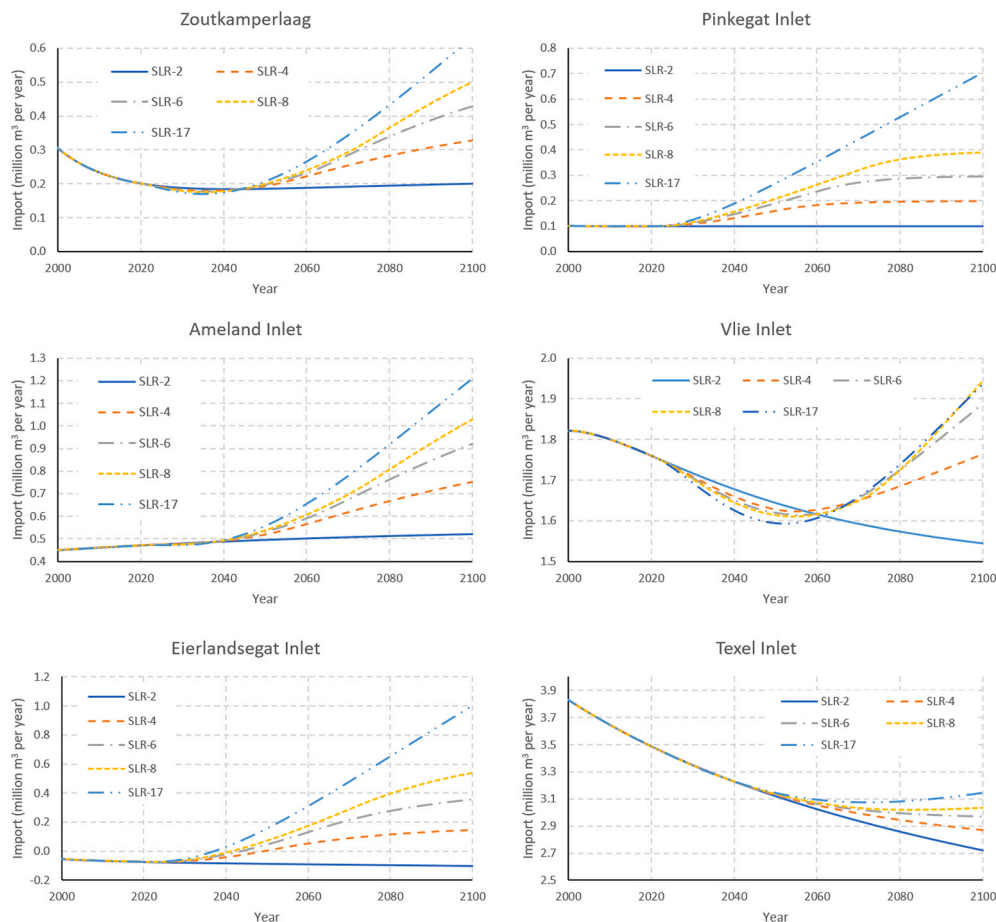 Zoutkamperlaag
Import (million m³ per year)
0.6
0.5
0.4
0.3
0.2
0.1
0.0
SLR-2 SLR-4
SLR-6 SLR-8
SLR-17
2000 2020 2040 2060 2080 2100
Year
Pinkegat Inlet
Import (million m³ per year)
0.8
0.7
0.6
0.5
0.4
0.3
0.2
0.1
0.0
SLR-2
SLR-4
SLR-6
SLR-8
SLR-17
2000 2020 2040 2060 2080 2100
Year
Ameland Inlet
Import (million m³ per year)
1.3
1.2
1.1
1.0
0.9
0.8
0.7
0.6
0.5
0.4
SLR-2
SLR-4
SLR-6
SLR-8
SLR-17
2000 2020 2040 2060 2080 2100
Year
Vlie Inlet
Import (million m³ per year)
2.0
1.9
1.8
1.7
1.6
1.5
SLR-2 SLR-4 SLR-6
SLR-8 SLR-17
2000 2020 2040 2060 2080 2100
Year
Eierlandsegat Inlet
Import (million m³ per year)
1.2
1.0
0.8
0.6
0.4
0.2
0.0
-0.2
SLR-2
SLR-4
SLR-6
SLR-8
SLR-17
2000 2020 2040 2060 2080 2100
Year
Texel Inlet
Import (million m³ per year)
3.9
3.7
3.5
3.3
3.1
2.9
2.7
2.5
SLR-2 SLR-4
SLR-6 SLR-8
SLR-17
2000 2020 2040 2060 2080 2100
Year